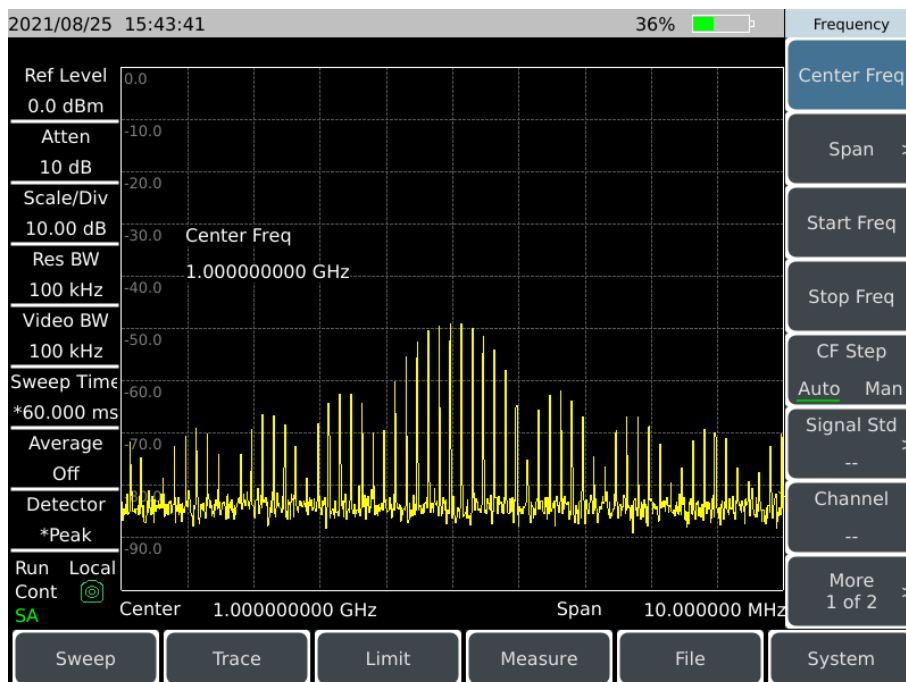 2021/08/25 15:43:41
36%
Frequency
Ref Level
0.0 dBm
Atten
10 dB
Scale/Div
10.00 dB
Res BW
100 kHz
Video BW
100 kHz
Sweep Time
*60.000 ms
Average
Off
Detector
*Peak
Run Local
Cont
SA
0.0
-10.0
-20.0
-30.0
-40.0
-50.0
-60.0
-70.0
-80.0
-90.0
Center Freq
1.000000000 GHz
Center 1.000000000 GHz
Span 10.000000 MHz
Center Freq
Span >
Start Freq
Stop Freq
CF Step
Auto Man
Signal Std >
--
Channel
--
More >
1 of 2
Sweep
Trace
Limit
Measure
File
System